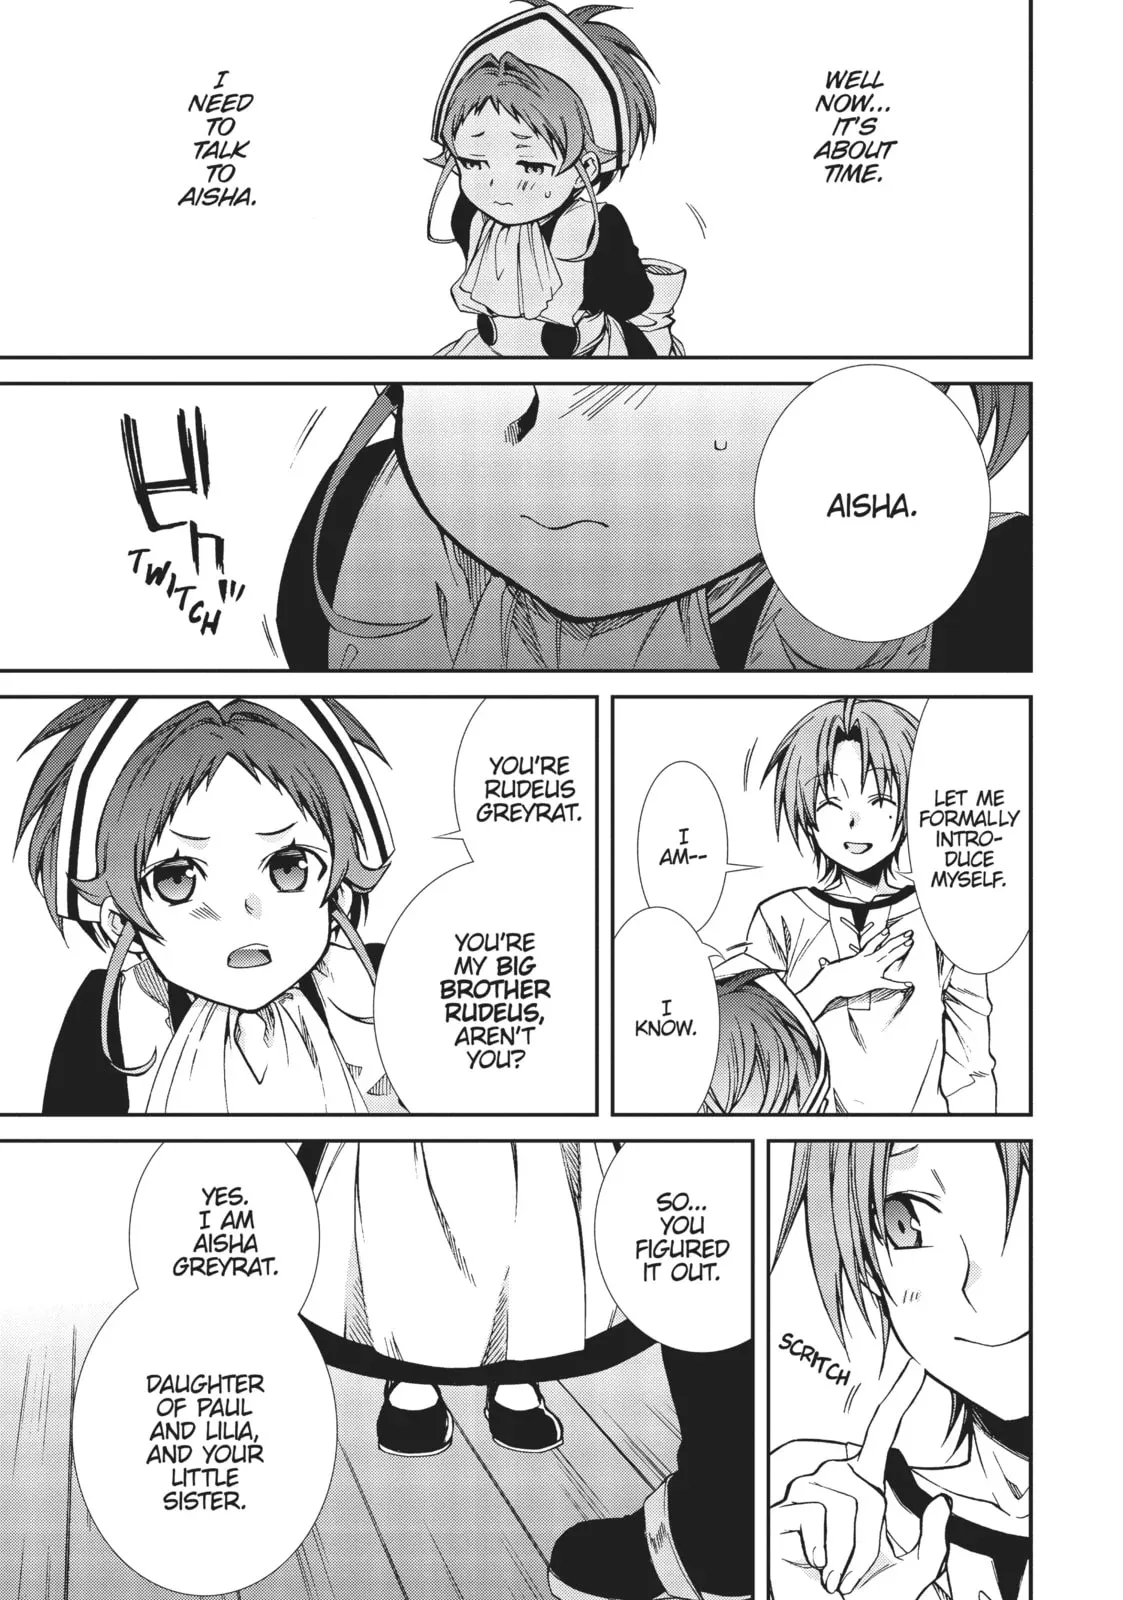 WELL
NOW...
IT'S
ABOUT
TIME.
I
NEED
TO
TALK
TO
AISHA.
AISHA.
ビクッ
TWITCH
LET ME
FORMALLY
INTRO-
DUCE
MYSELF.
I
AM--
I
KNOW.
YOU'RE
RUDEUS
GREYRAT.
YOU'RE
MY BIG
BROTHER
RUDEUS,
AREN'T
YOU?
SCRITCH
SO...
YOU
FIGURED
IT OUT.
YES.
I AM
AISHA
GREYRAT.
DAUGHTER
OF PAUL
AND LILIA,
AND YOUR
LITTLE
SISTER.